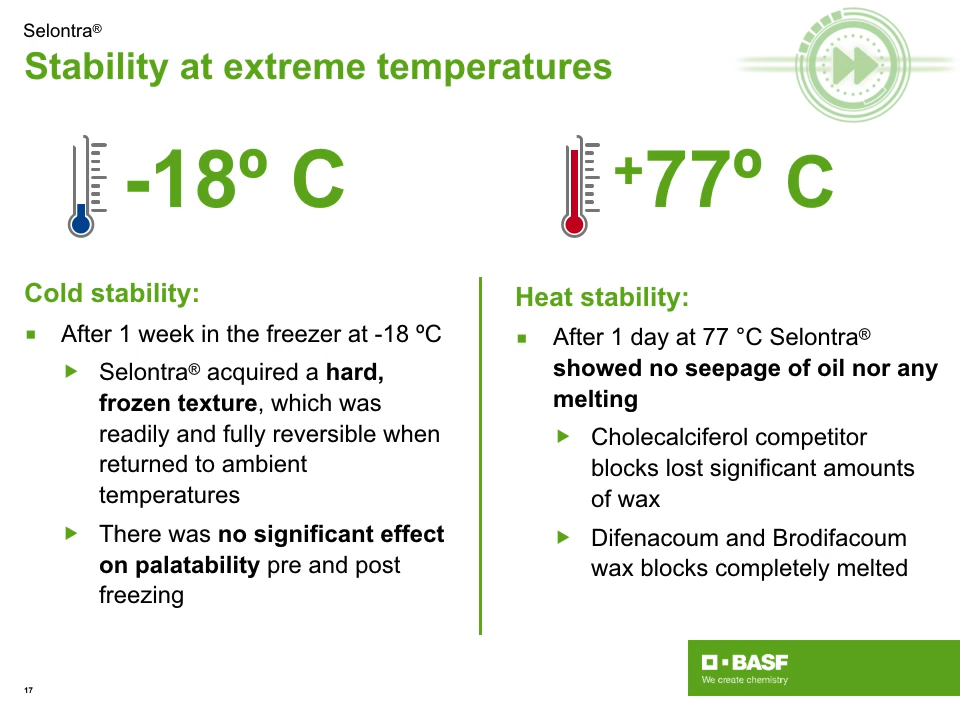 Selontra®
Stability at extreme temperatures
-18º C
+77º C
Cold stability:
After 1 week in the freezer at -18 ºC
Selontra® acquired a hard,
frozen texture, which was
readily and fully reversible when
returned to ambient
temperatures
There was no significant effect
on palatability pre and post
freezing
Heat stability:
After 1 day at 77 °C Selontra®
showed no seepage of oil nor any
melting
Cholecalciferol competitor
blocks lost significant amounts
of wax
Difenacoum and Brodifacoum
wax blocks completely melted
BASF
We create chemistry
17